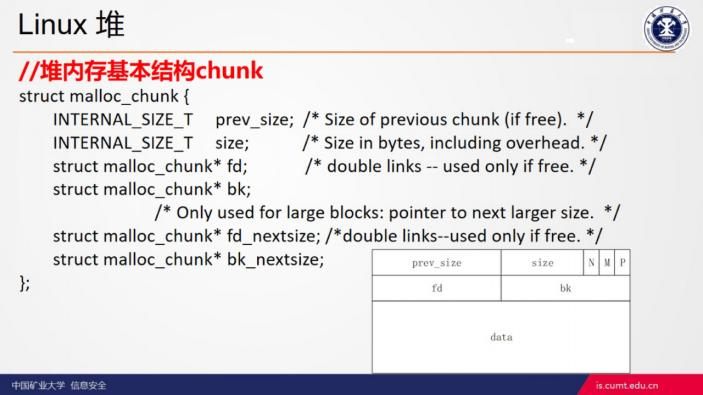 Linux 堆
//堆内存基本结构chunk
struct malloc_chunk {
INTERNAL_SIZE_T prev_size; /* Size of previous chunk (if free). */
INTERNAL_SIZE_T size; /* Size in bytes, including overhead. */
struct malloc_chunk* fd; /* double links -- used only if free. */
struct malloc_chunk* bk;
/* Only used for large blocks: pointer to next larger size. */
struct malloc_chunk* fd_nextsize; /*double links--used only if free. */
struct malloc_chunk* bk_nextsize;
};
prev_size size N M P
fd bk
data
中国矿业大学 信息安全
is.cumt.edu.cn